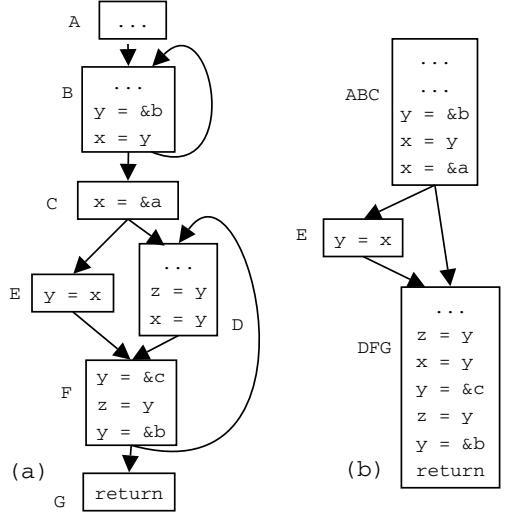 A
...
B
...
y = &b
x = y
C
x = &a
E
y = x
...
z = y
x = y
D
F
y = &c
z = y
y = &b
(a)
G
return
ABC
...
...
y = &b
x = y
x = &a
E
y = x
DFG
...
z = y
x = y
y = &c
z = y
y = &b
return
(b)